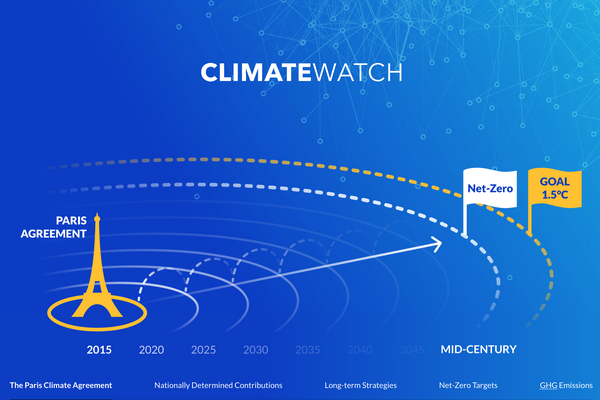 CLIMATEWATCH
Net-Zero
GOAL
1.5°C
PARIS
AGREEMENT
2015 2020 2025 2030 2035 2040 2045 MID-CENTURY
The Paris Climate Agreement Nationally Determined Contributions Long-term Strategies Net-Zero Targets GHG Emissions